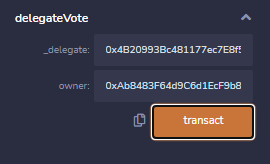 delegateVote
_delegate: 0x4B20993Bc481177ec7E8f5
owner: 0xAb8483F64d9C6d1EcF9b8
transact